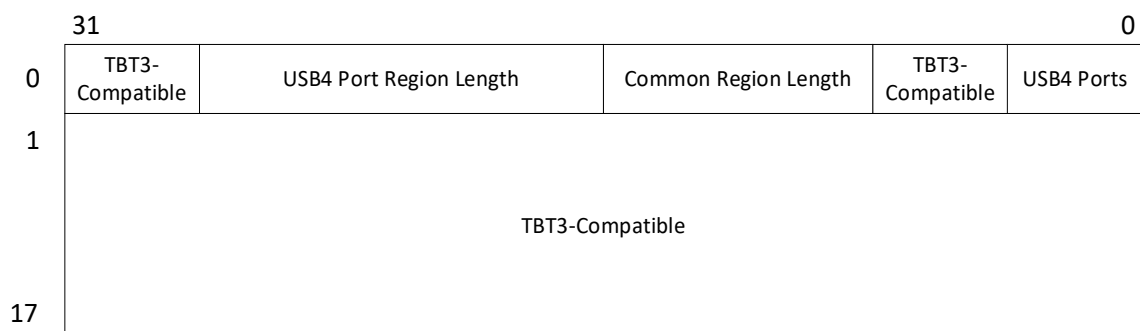 31 0
0 TBT3-Compatible USB4 Port Region Length Common Region Length TBT3-Compatible USB4 Ports
1
TBT3-Compatible
17